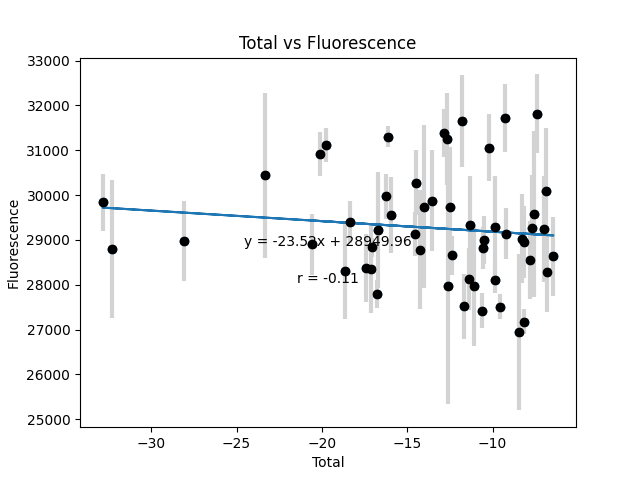 Total vs Fluorescence
33000
32000
31000
30000
29000
28000
27000
26000
25000
Fluorescence
y = -23.53x + 28949.96
r = -0.11
−30
−25
−20
−15
−10
Total